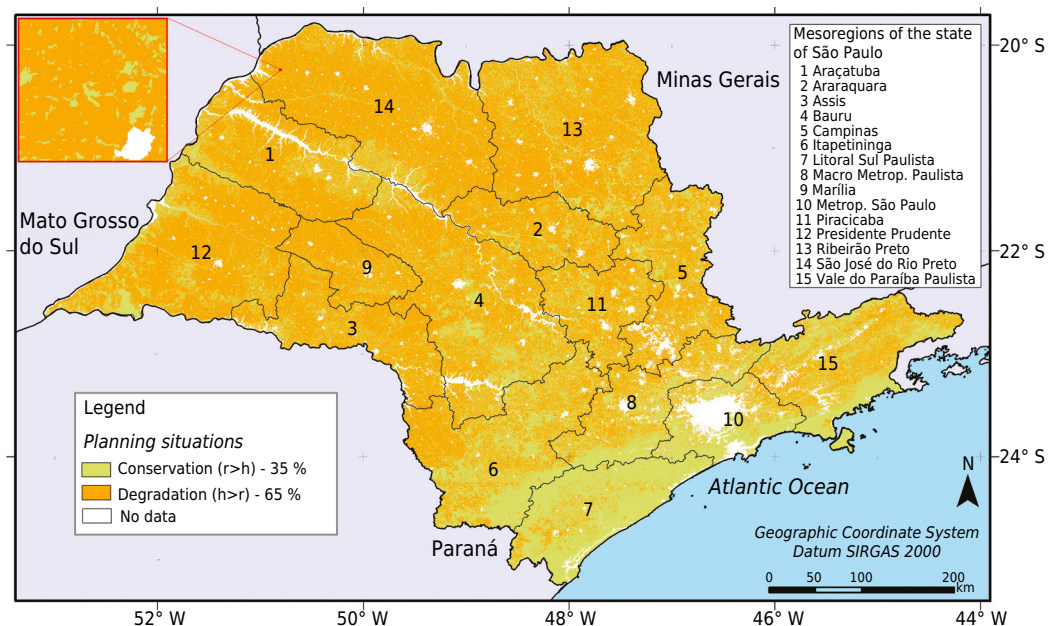 Mesoregions of the state
of São Paulo
1 Araçatuba
2 Araraquara
3 Assis
4 Bauru
5 Campinas
6 Itapetininga
7 Litoral Sul Paulista
8 Macro Metrop. Paulista
9 Marília
10 Metrop. São Paulo
11 Piracicaba
12 Presidente Prudente
13 Ribeirão Preto
14 São José do Rio Preto
15 Vale do Paraíba Paulista
20° S
22° S
24° S
Minas Gerais
Mato Grosso
do Sul
Paraná
Atlantic Ocean
14
13
1
2
12
9
5
4
11
3
15
8
10
6
7
Legend
Planning situations
Conservation (r>h) - 35 %
Degradation (h>r) - 65 %
No data
N
Geographic Coordinate System
Datum SIRGAS 2000
0 50 100 200
km
52° W 50° W 48° W 46° W 44° W